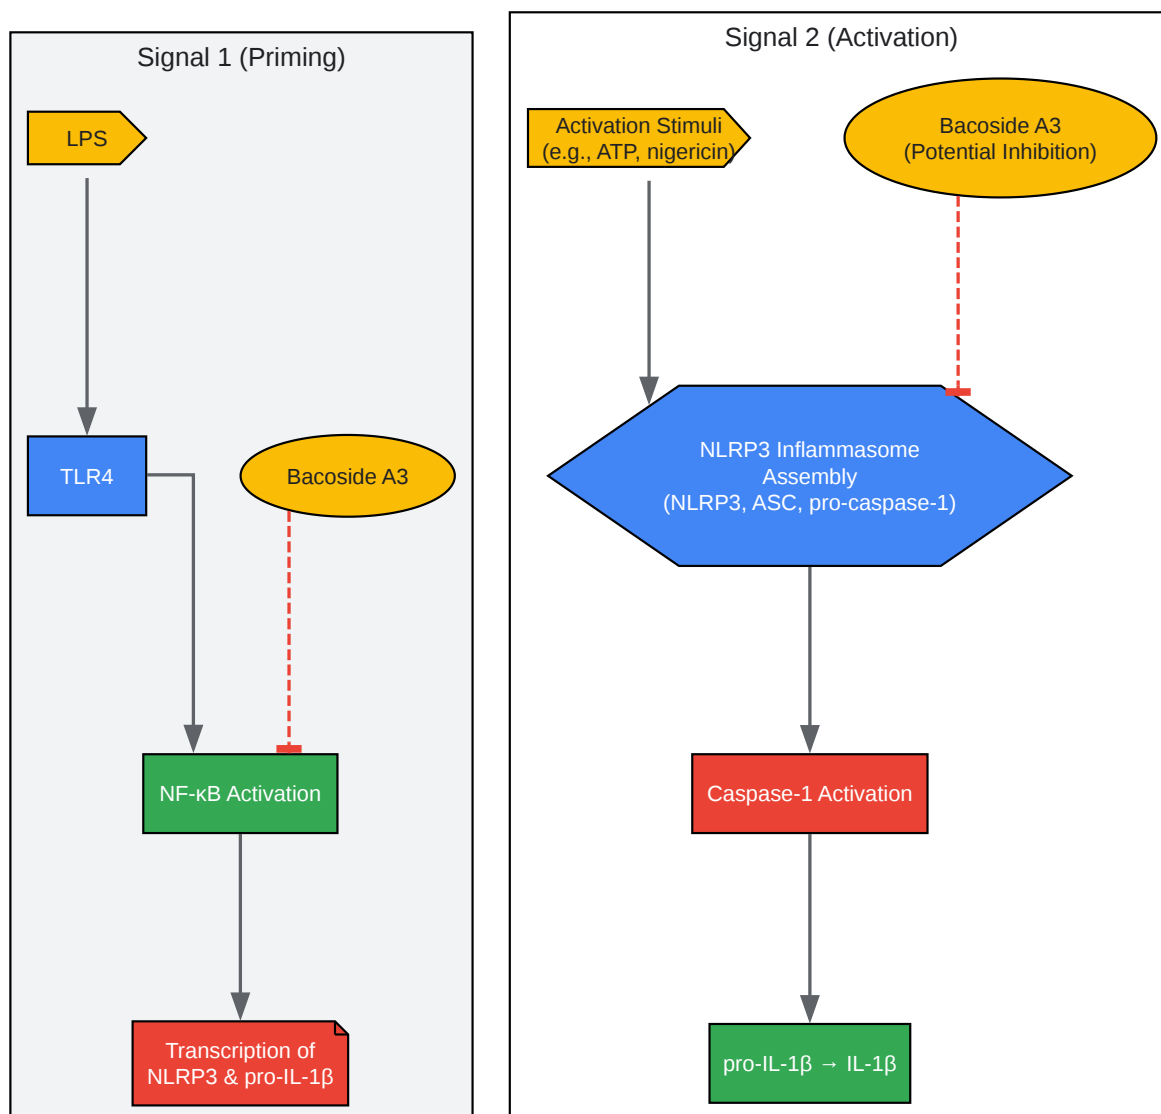 Signal 1 (Priming)
LPS
TLR4
Bacoside A3
NF-κB Activation
Transcription of
NLRP3 & pro-IL-1β
Signal 2 (Activation)
Activation Stimuli
(e.g., ATP, nigericin)
Bacoside A3
(Potential Inhibition)
NLRP3 Inflammasome
Assembly
(NLRP3, ASC, pro-caspase-1)
Caspase-1 Activation
pro-IL-1β → IL-1β